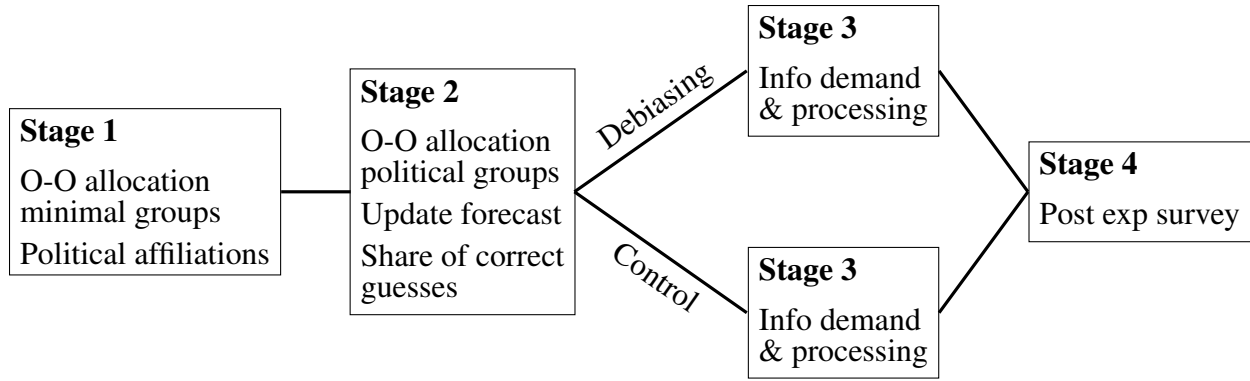 Stage 1
O-O allocation
minimal groups
Political affiliations
Stage 2
O-O allocation
political groups
Update forecast
Share of correct
guesses
Debiasing
Stage 3
Info demand
& processing
Control
Stage 3
Info demand
& processing
Stage 4
Post exp survey